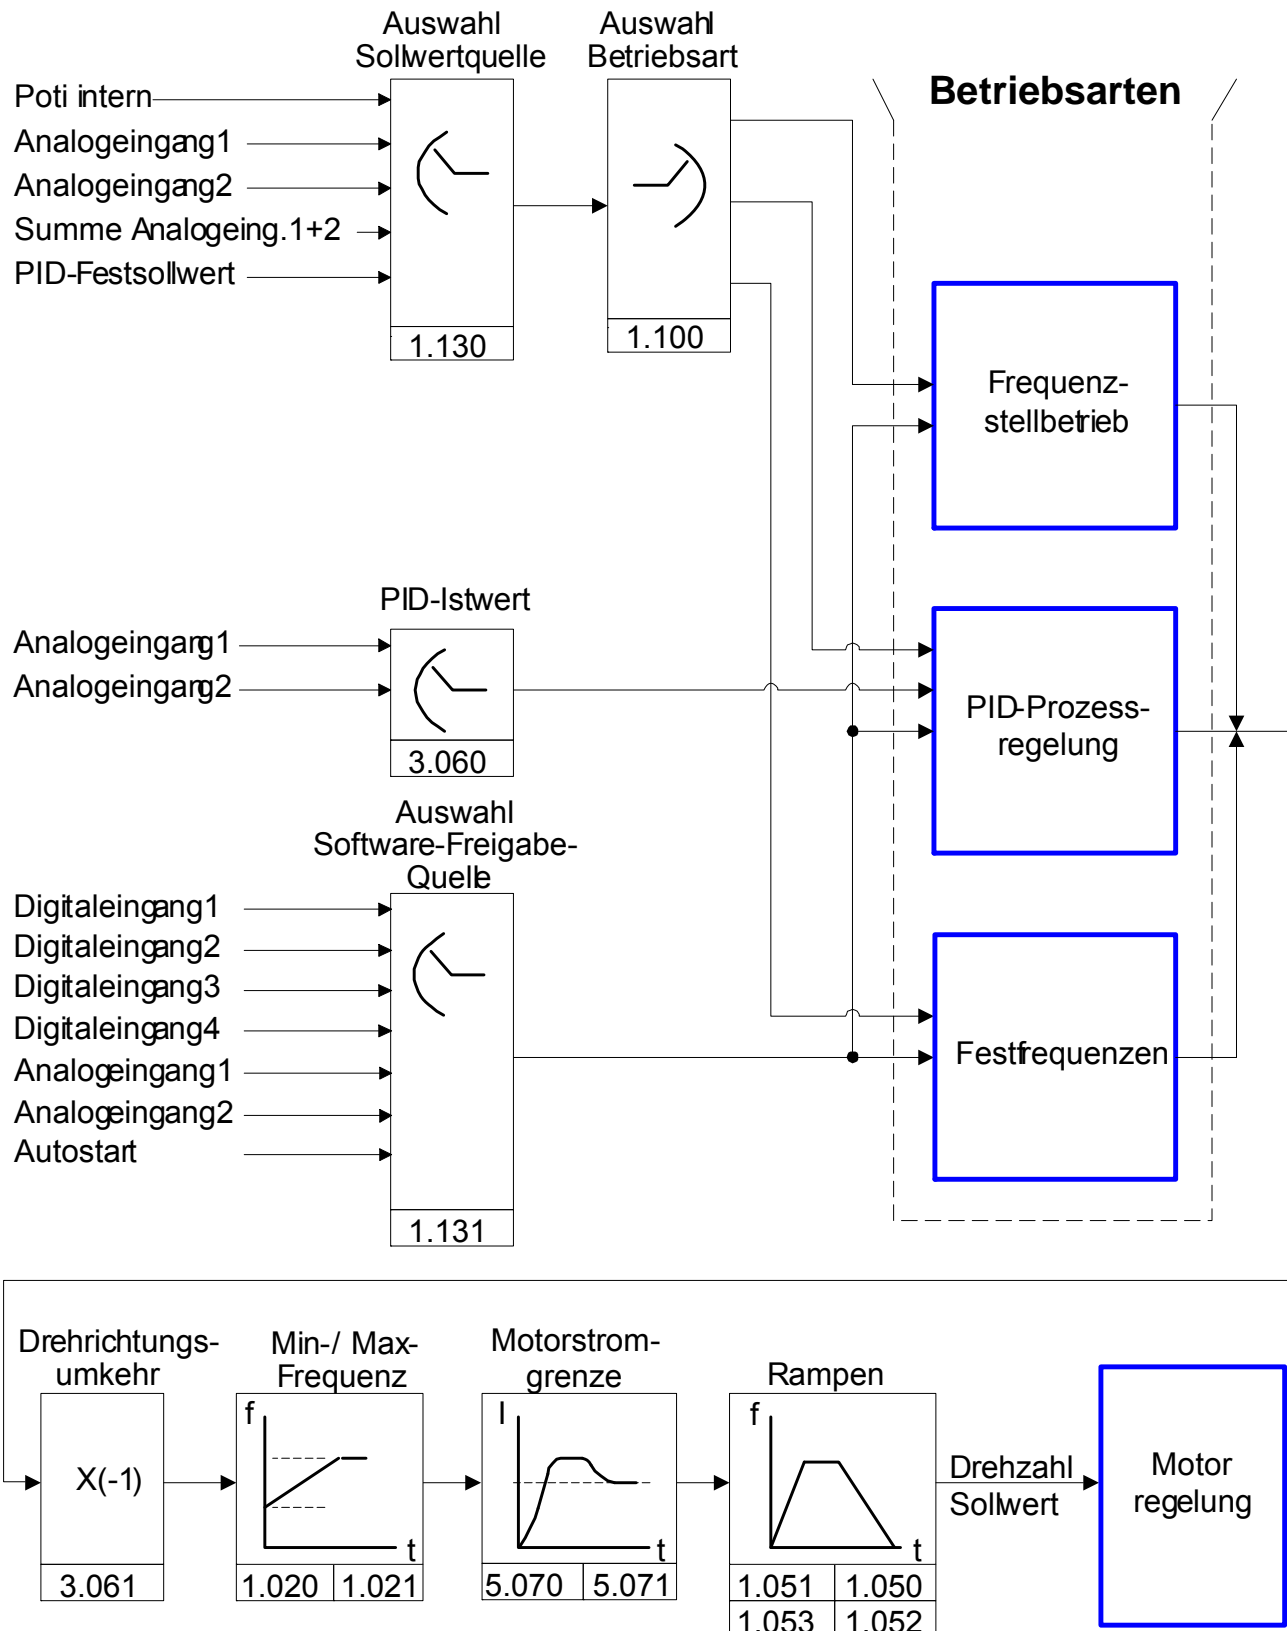 Auswahl
Sollwertquelle
Auswahl
Betriebsart
Betriebsarten
Poti intern
Analogeingang1
Analogeingang2
Summe Analogeing.1+2
PID-Festsollwert
1.130
1.100
Frequenz-
stellbetrieb
PID-Istwert
Analogeingang1
Analogeingang2
3.060
PID-Prozess-
regelung
Auswahl
Software-Freigabe-
Quelle
Digitaleingang1
Digitaleingang2
Digitaleingang3
Digitaleingang4
Analogeingang1
Analogeingang2
Autostart
1.131
Festfrequenzen
Drehrichtungs-
umkehr
X(-1)
3.061
Min-/ Max-
Frequenz
f
t
1.020 1.021
Motorstrom-
grenze
I
t
5.070 5.071
Rampen
f
t
1.051 1.050
1.053 1.052
Drehzahl
Sollwert
Motor
regelung